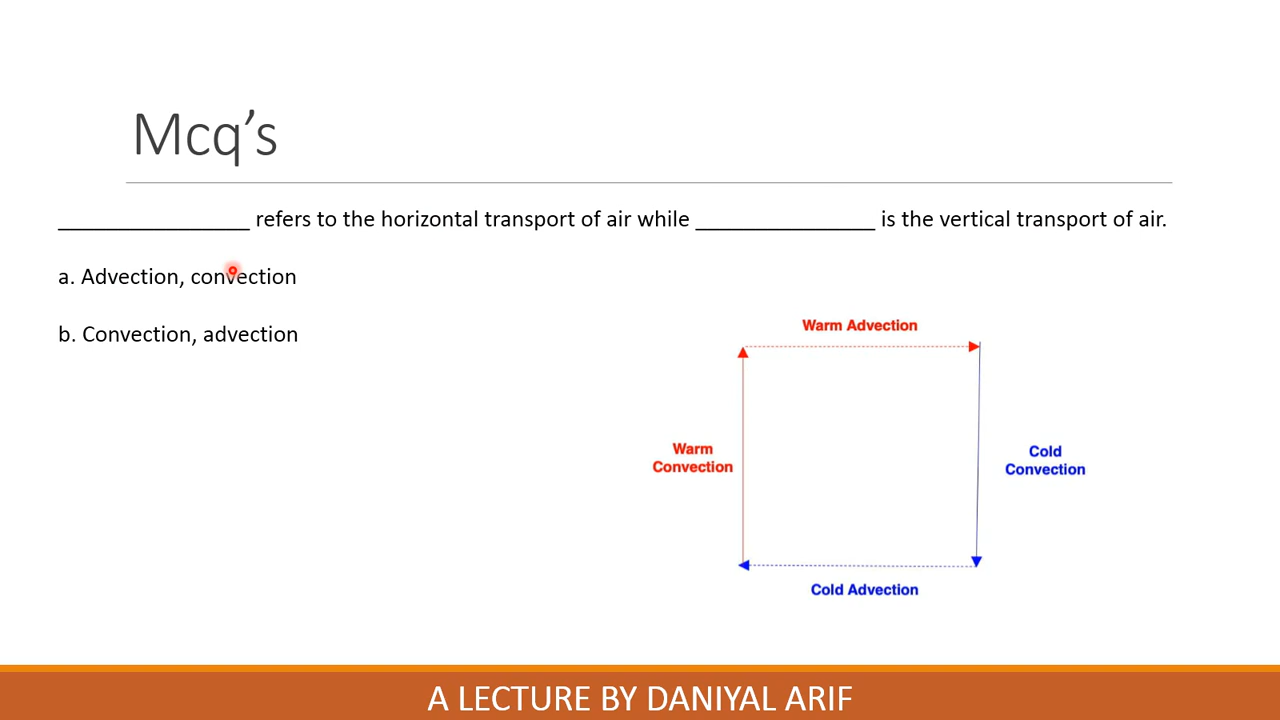 Mcq's
________________ refers to the horizontal transport of air while _______________ is the vertical transport of air.
a. Advection, convection
b. Convection, advection
Warm Advection
Warm
Convection
Cold
Convection
Cold Advection
A LECTURE BY DANIYAL ARIF